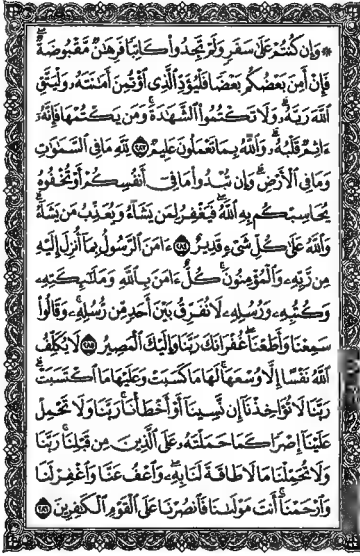 ۞ وَإِن كُنتُمْ عَلَىٰ سَفَرٍ وَلَمْ تَجِدُوا۟ كَاتِبًا فَرِهَٰنٌ مَّقْبُوضَةٌ ۖ
فَإِنْ أَمِنَ بَعْضُكُم بَعْضًا فَلْيُؤَدِّ ٱلَّذِى ٱؤْتُمِنَ أَمَٰنَتَهُۥ وَلْيَتَّقِ
ٱللَّهَ رَبَّهُۥ ۗ وَلَا تَكْتُمُوا۟ ٱلشَّهَٰدَةَ ۚ وَمَن يَكْتُمْهَا فَإِنَّهُۥٓ
ءَاثِمٌ قَلْبُهُۥ ۗ وَٱللَّهُ بِمَا تَعْمَلُونَ عَلِيمٌ ٢٨٣ لِّلَّهِ مَا فِى ٱلسَّمَٰوَٰتِ
وَمَا فِى ٱلْأَرْضِ ۗ وَإِن تُبْدُوا۟ مَا فِىٓ أَنفُسِكُمْ أَوْ تُخْفُوهُ
يُحَاسِبْكُم بِهِ ٱللَّهُ ۖ فَيَغْفِرُ لِمَن يَشَآءُ وَيُعَذِّبُ مَن يَشَآءُ ۗ
وَٱللَّهُ عَلَىٰ كُلِّ شَىْءٍ قَدِيرٌ ٢٨٤ ءَامَنَ ٱلرَّسُولُ بِمَآ أُنزِلَ إِلَيْهِ
مِن رَّبِّهِۦ وَٱلْمُؤْمِنُونَ ۚ كُلٌّ ءَامَنَ بِٱللَّهِ وَمَلَٰٓئِكَتِهِۦ
وَكُتُبِهِۦ وَرُسُلِهِۦ لَا نُفَرِّقُ بَيْنَ أَحَدٍ مِّن رُّسُلِهِۦ ۚ وَقَالُوا۟
سَمِعْنَا وَأَطَعْنَا ۖ غُفْرَانَكَ رَبَّنَا وَإِلَيْكَ ٱلْمَصِيرُ ٢٨٥ لَا يُكَلِّفُ
ٱللَّهُ نَفْسًا إِلَّا وُسْعَهَا ۚ لَهَا مَا كَسَبَتْ وَعَلَيْهَا مَا ٱكْتَسَبَتْ ۗ
رَبَّنَا لَا تُؤَاخِذْنَآ إِن نَّسِينَآ أَوْ أَخْطَأْنَا ۚ رَبَّنَا وَلَا تَحْمِلْ
عَلَيْنَآ إِصْرًا كَمَا حَمَلْتَهُۥ عَلَى ٱلَّذِينَ مِن قَبْلِنَا ۚ رَبَّنَا
وَلَا تُحَمِّلْنَا مَا لَا طَاقَةَ لَنَا بِهِۦ ۖ وَٱعْفُ عَنَّا وَٱغْفِرْ لَنَا
وَٱرْحَمْنَآ ۚ أَنتَ مَوْلَىٰنَا فَٱنصُرْنَا عَلَى ٱلْقَوْمِ ٱلْكَٰفِرِينَ ٢٨٦